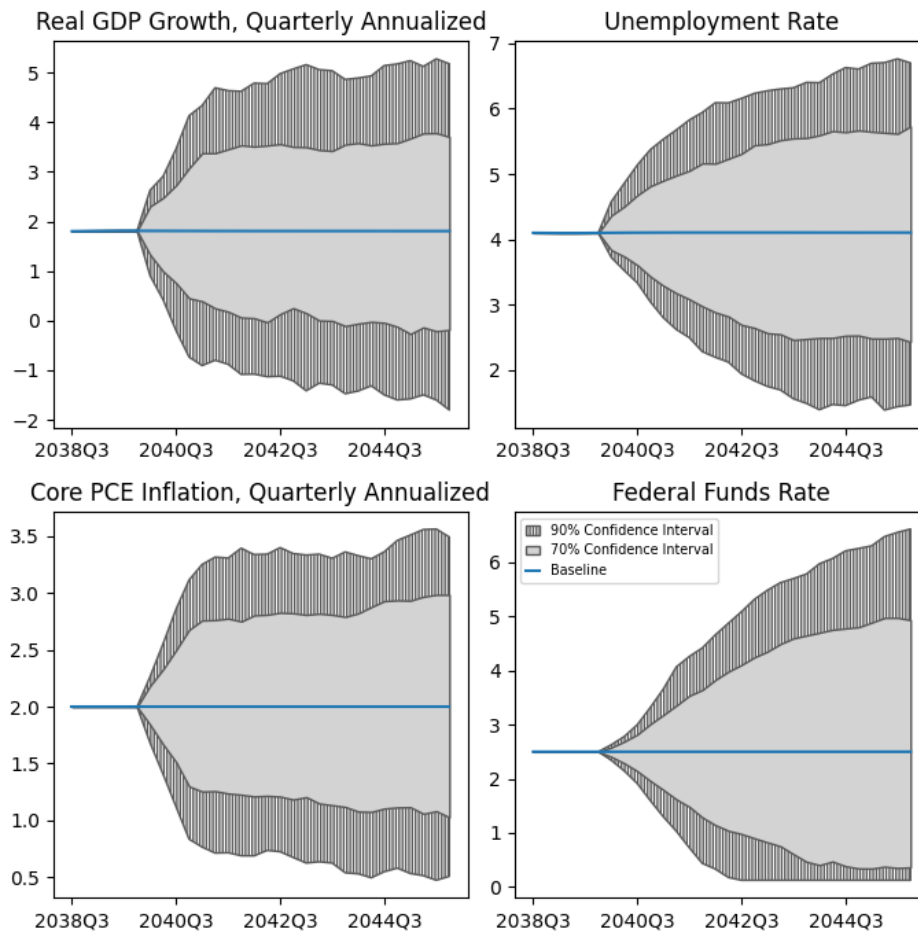 Real GDP Growth, Quarterly Annualized
5
4
3
2
1
0
−1
−2
2038Q3 2040Q3 2042Q3 2044Q3
Unemployment Rate
7
6
5
4
3
2
2038Q3 2040Q3 2042Q3 2044Q3
Core PCE Inflation, Quarterly Annualized
3.5
3.0
2.5
2.0
1.5
1.0
0.5
2038Q3 2040Q3 2042Q3 2044Q3
Federal Funds Rate
90% Confidence Interval
70% Confidence Interval
Baseline
6
5
4
3
2
1
0
2038Q3 2040Q3 2042Q3 2044Q3